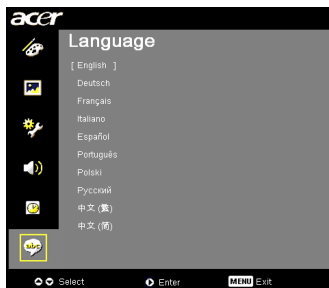 acer
Language
[ English ]
Deutsch
Français
Italiano
Español
Português
Polski
Русский
中文 (繁)
中文 (简)
abc
Select Enter MENU Exit